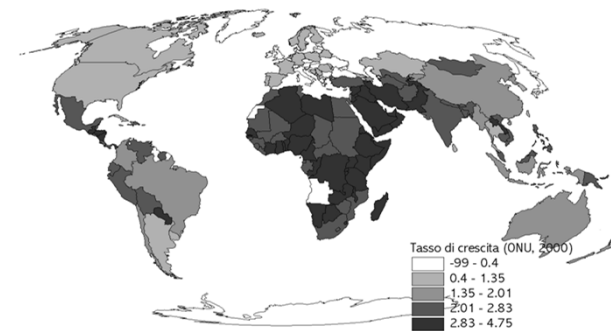 Tasso di crescita (ONU, 2000)
-99 - 0.4
0.4 - 1.35
1.35 - 2.01
2.01 - 2.83
2.83 - 4.75